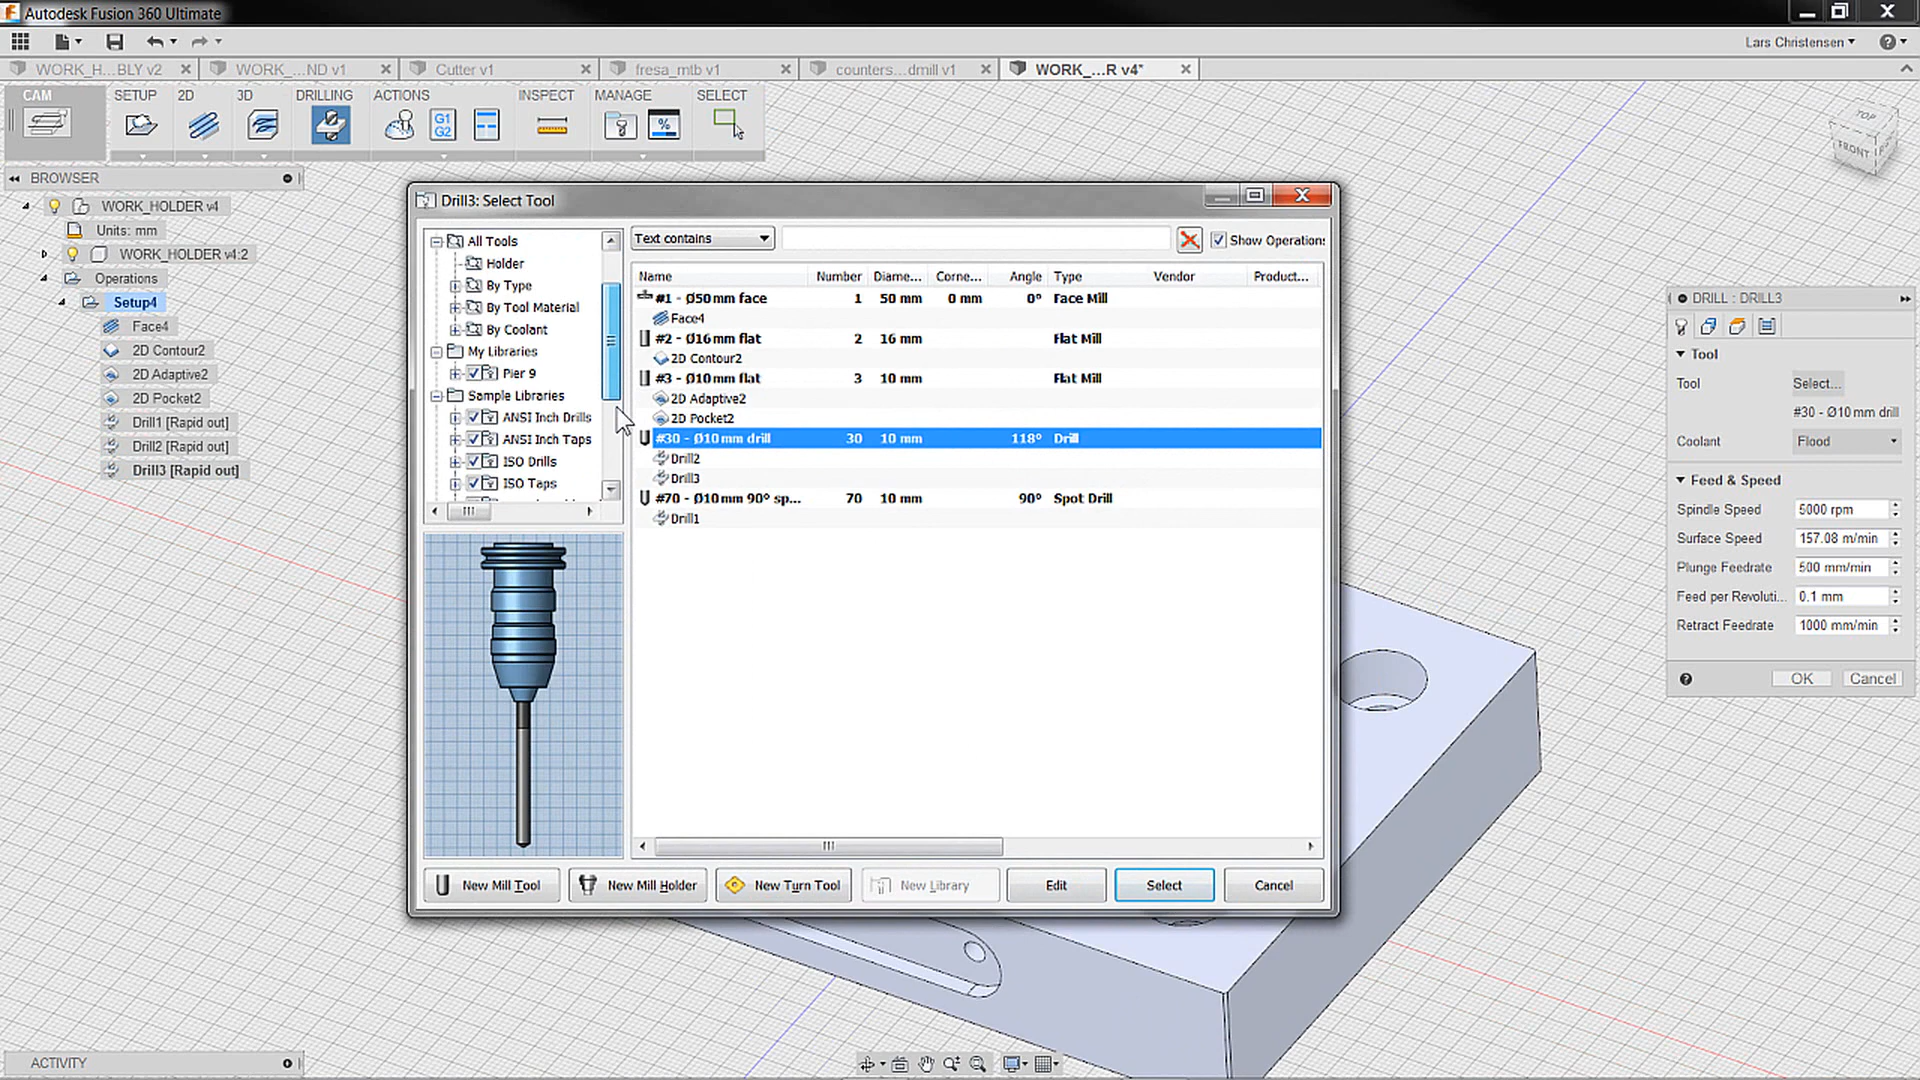 Autodesk Fusion 360 Ultimate
Lars Christensen
WORK_H...BLY v2
WORK_...ND v1
Cutter v1
fresa_mtb v1
counters...drmill v1
WORK_...R v4*
CAM
SETUP
2D
3D
DRILLING
ACTIONS
INSPECT
MANAGE
SELECT
G1
G2
%
TOP
FRONT
BROWSER
WORK_HOLDER v4
Units: mm
WORK_HOLDER v4:2
Operations
Setup4
Face4
2D Contour2
2D Adaptive2
2D Pocket2
Drill1 [Rapid out]
Drill2 [Rapid out]
Drill3 [Rapid out]
Drill3: Select Tool
All Tools
Holder
By Type
By Tool Material
By Coolant
My Libraries
Pier 9
Sample Libraries
ANSI Inch Drills
ANSI Inch Taps
ISO Drills
ISO Taps
Text contains
Show Operation:
Name Number Diame... Corne... Angle Type Vendor Product...
#1 - Ø50mm face 1 50 mm 0 mm 0° Face Mill
Face4
#2 - Ø16mm flat 2 16 mm Flat Mill
2D Contour2
#3 - Ø10mm flat 3 10 mm Flat Mill
2D Adaptive2
2D Pocket2
#30 - Ø10mm drill 30 10 mm 118° Drill
Drill2
Drill3
#70 - Ø10mm 90° sp... 70 10 mm 90° Spot Drill
Drill1
New Mill Tool
New Mill Holder
New Turn Tool
New Library
Edit
Select
Cancel
DRILL : DRILL3
Tool
Tool Select...
#30 - Ø10mm drill
Coolant Flood
Feed & Speed
Spindle Speed 5000 rpm
Surface Speed 157.08 m/min
Plunge Feedrate 500 mm/min
Feed per Revoluti... 0.1 mm
Retract Feedrate 1000 mm/min
OK
Cancel
ACTIVITY